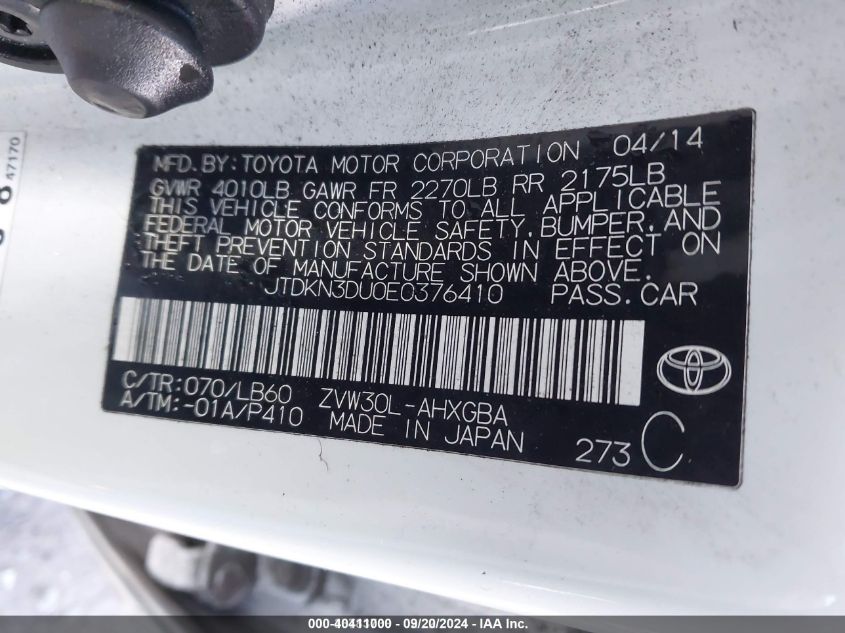 MFD. BY: TOYOTA MOTOR CORPORATION 04/14
GVWR 4010LB GAWR FR 2270LB RR 2175LB
THIS VEHICLE CONFORMS TO ALL APPLICABLE
FEDERAL MOTOR VEHICLE SAFETY, BUMPER, AND
THEFT PREVENTION STANDARDS IN EFFECT ON
THE DATE OF MANUFACTURE SHOWN ABOVE.
JTDKN3DU0E0376410 PASS. CAR
C/TR: 070/LB60 ZVW30L-AHXGBA
A/TM: -01A/P410 MADE IN JAPAN
273 C
47170
000-40411000 - 09/20/2024 - IAA Inc.